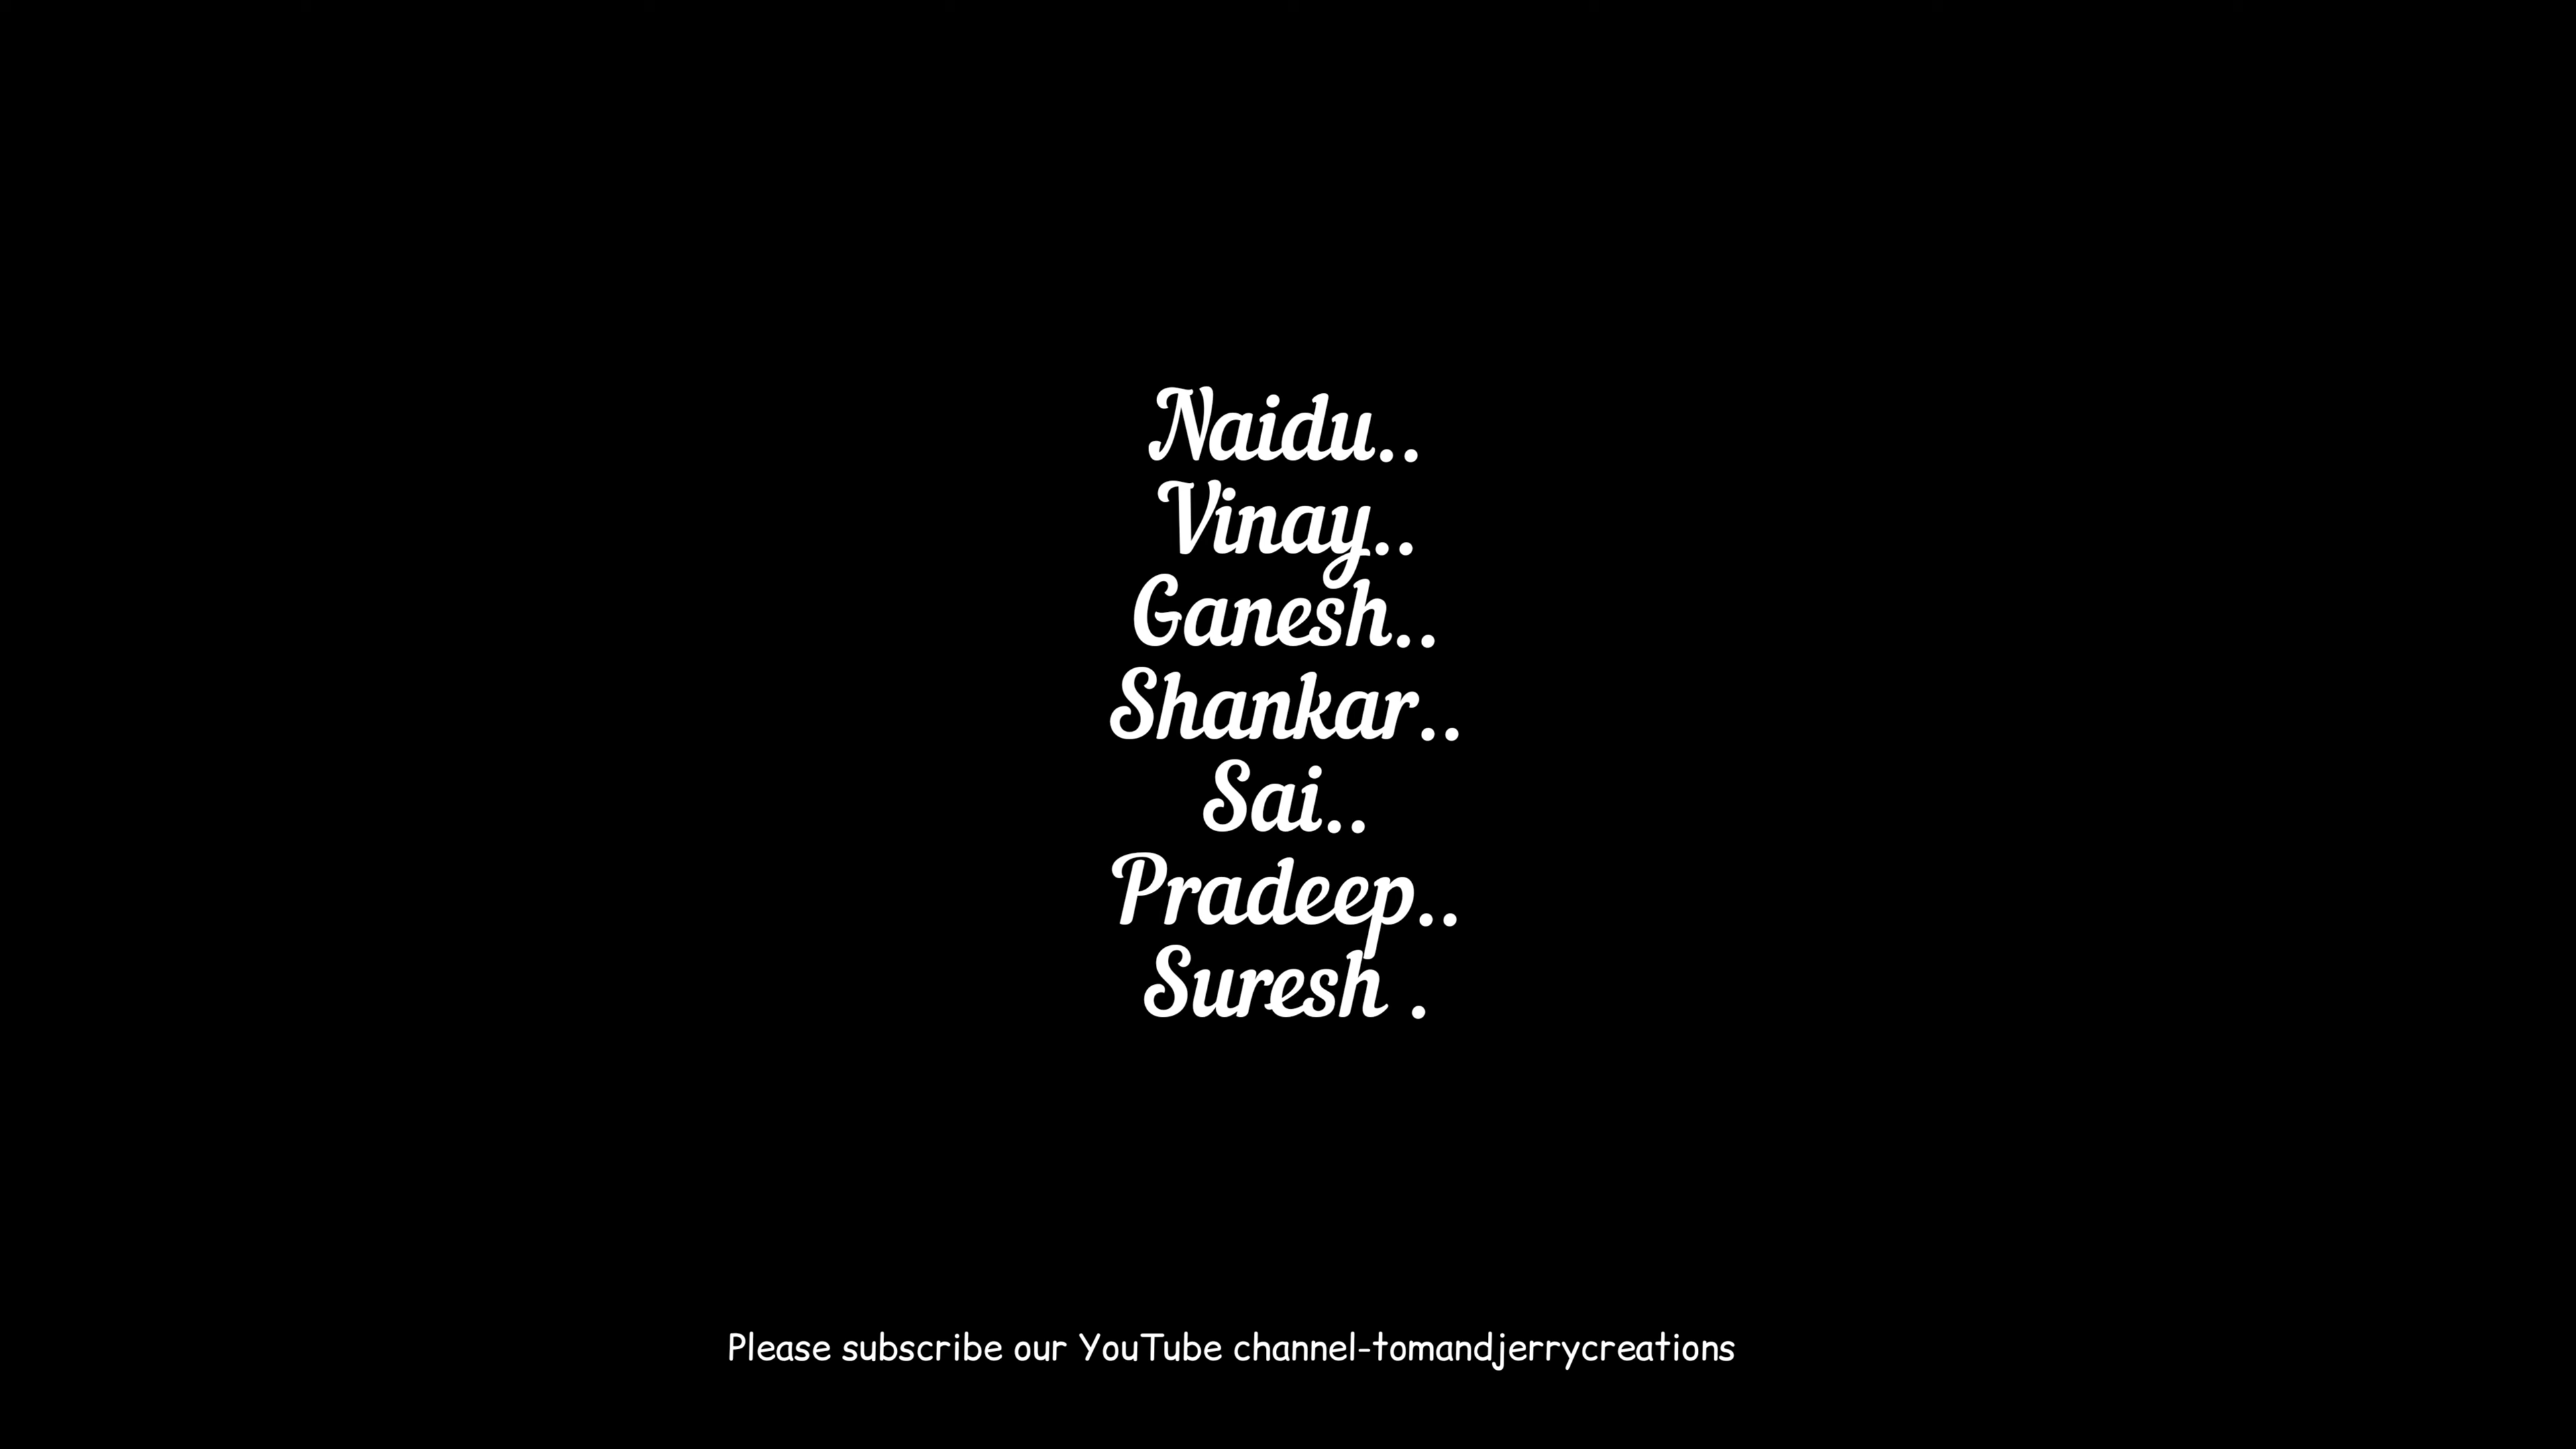 Naidu..
Vinay..
Ganesh..
Shankar..
Sai..
Pradeep..
Suresh .
Please subscribe our YouTube channel-tomandjerrycreations